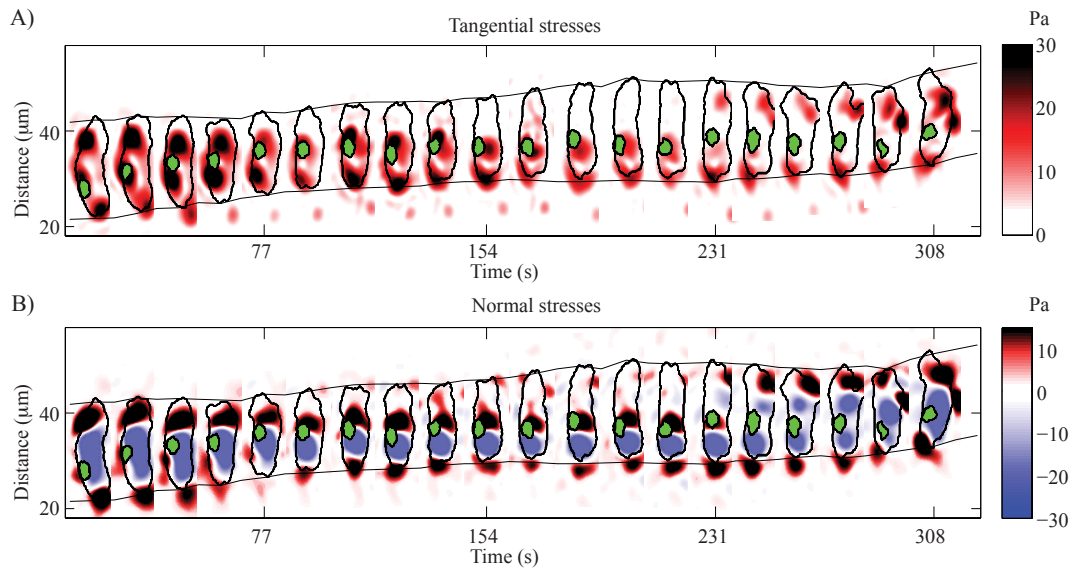 A)
Tangential stresses
Pa
30
20
10
0
Distance (µm)
40
20
77
154
231
308
Time (s)
B)
Normal stresses
Pa
10
0
−10
−20
−30
Distance (µm)
40
20
77
154
231
308
Time (s)